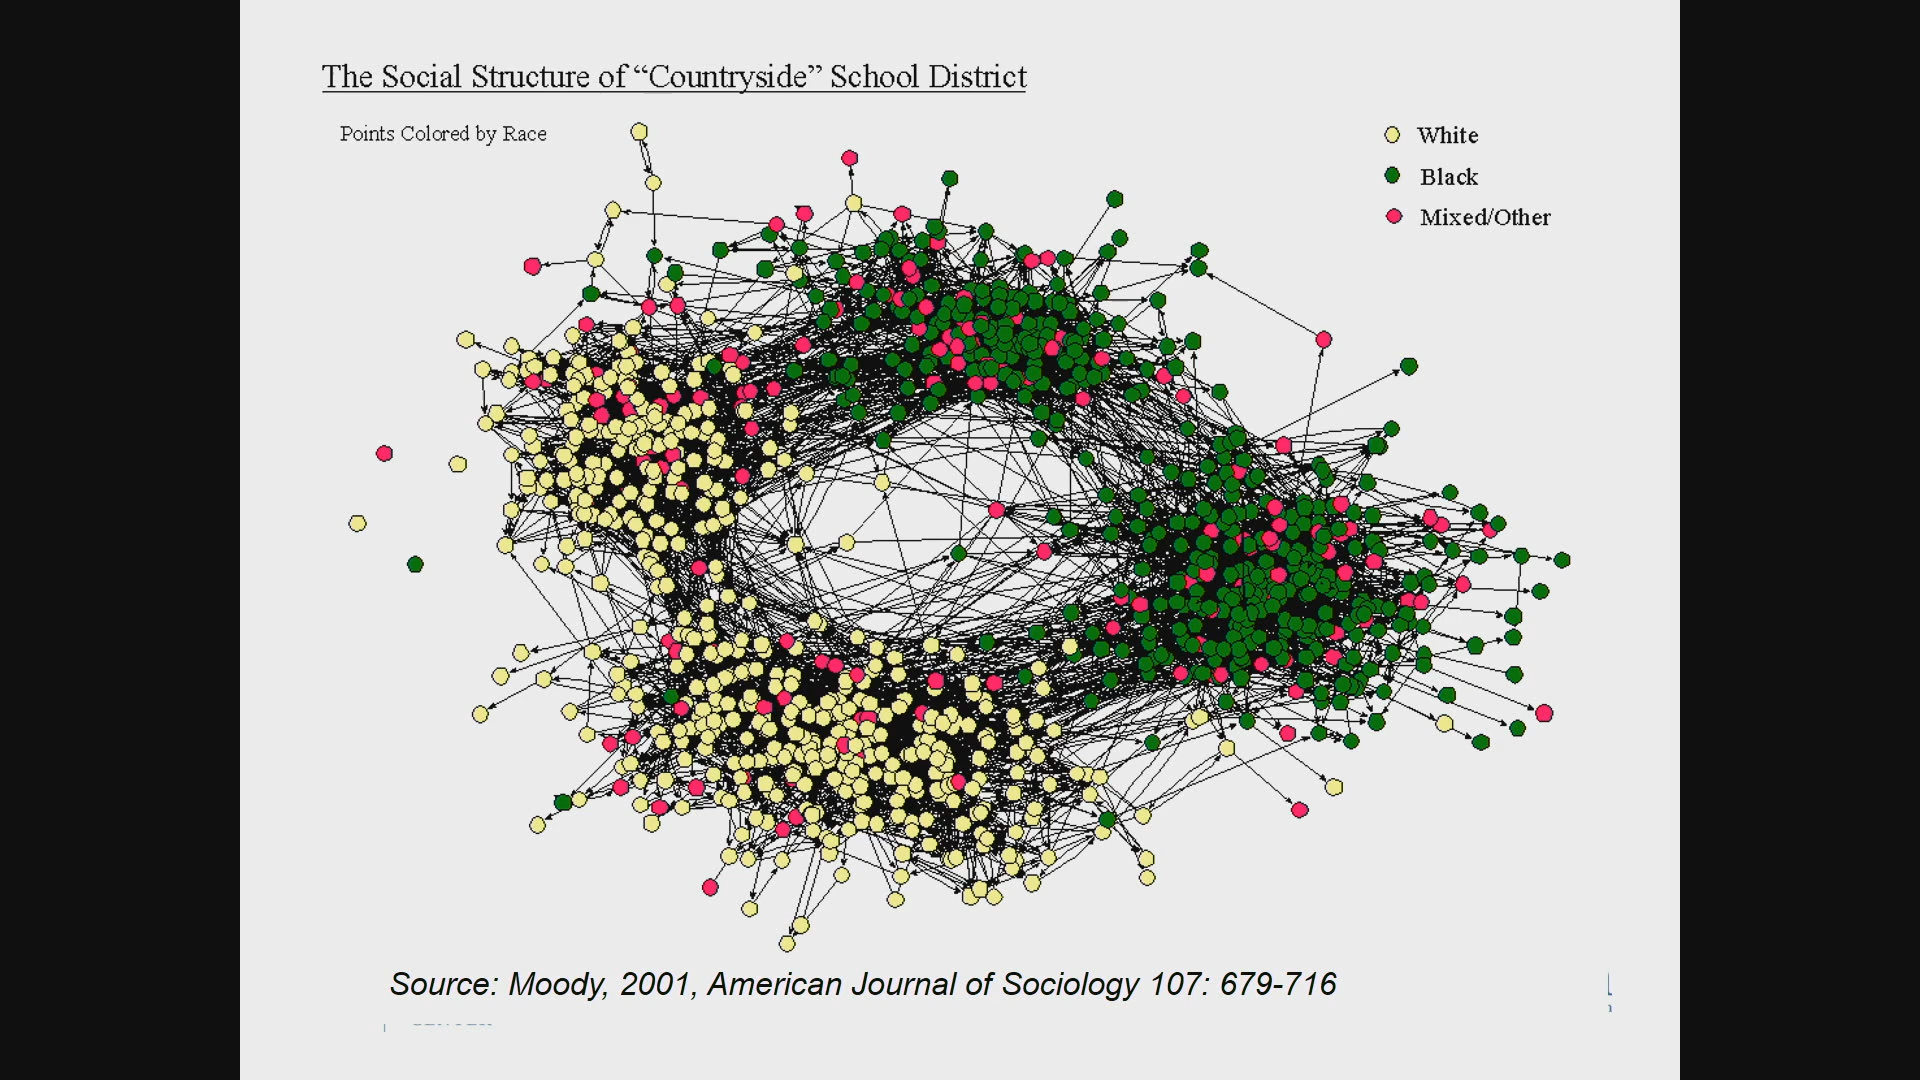 The Social Structure of “Countryside” School District
Points Colored by Race
White
Black
Mixed/Other
Source: Moody, 2001, American Journal of Sociology 107: 679-716